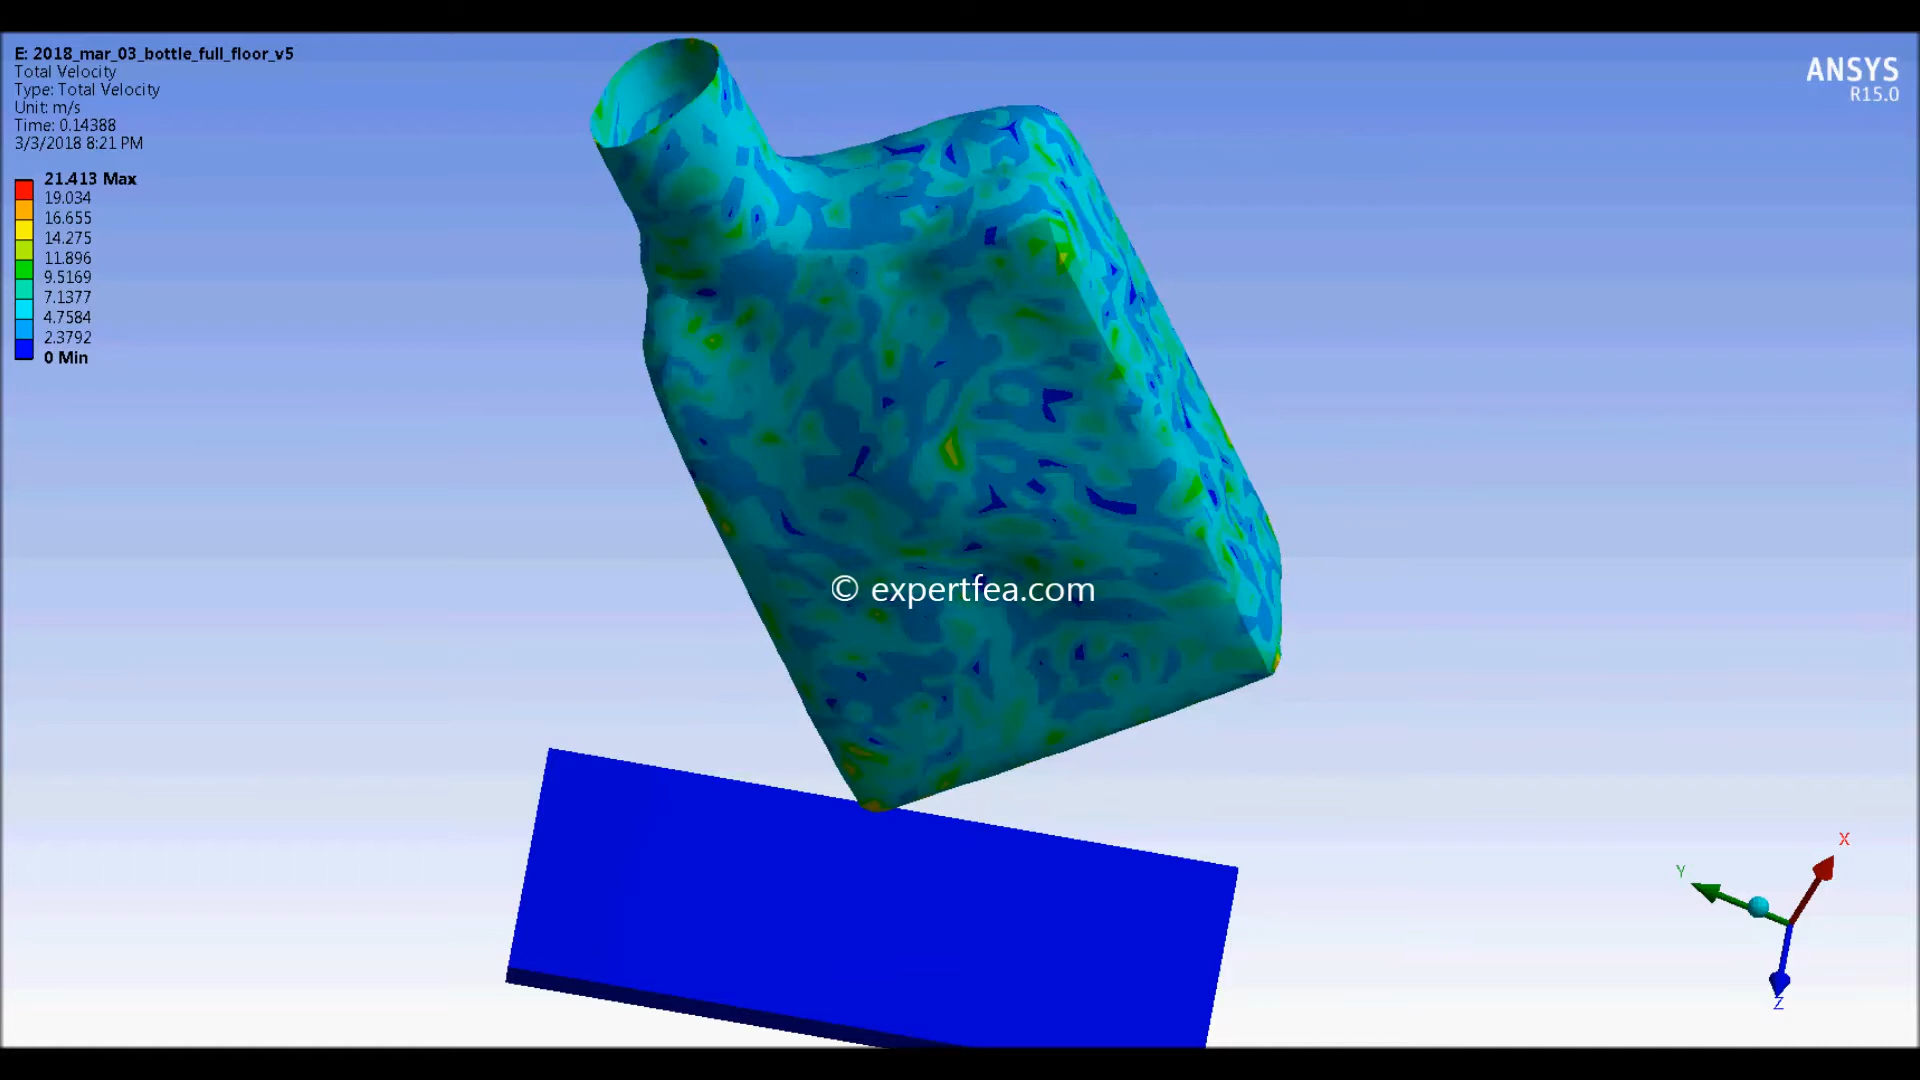 E: 2018_mar_03_bottle_full_floor_v5
Total Velocity
Type: Total Velocity
Unit: m/s
Time: 0.14388
3/3/2018 8:21 PM
21.413 Max
19.034
16.655
14.275
11.896
9.5169
7.1377
4.7584
2.3792
0 Min
ANSYS
R15.0
© expertfea.com
X
Y
Z